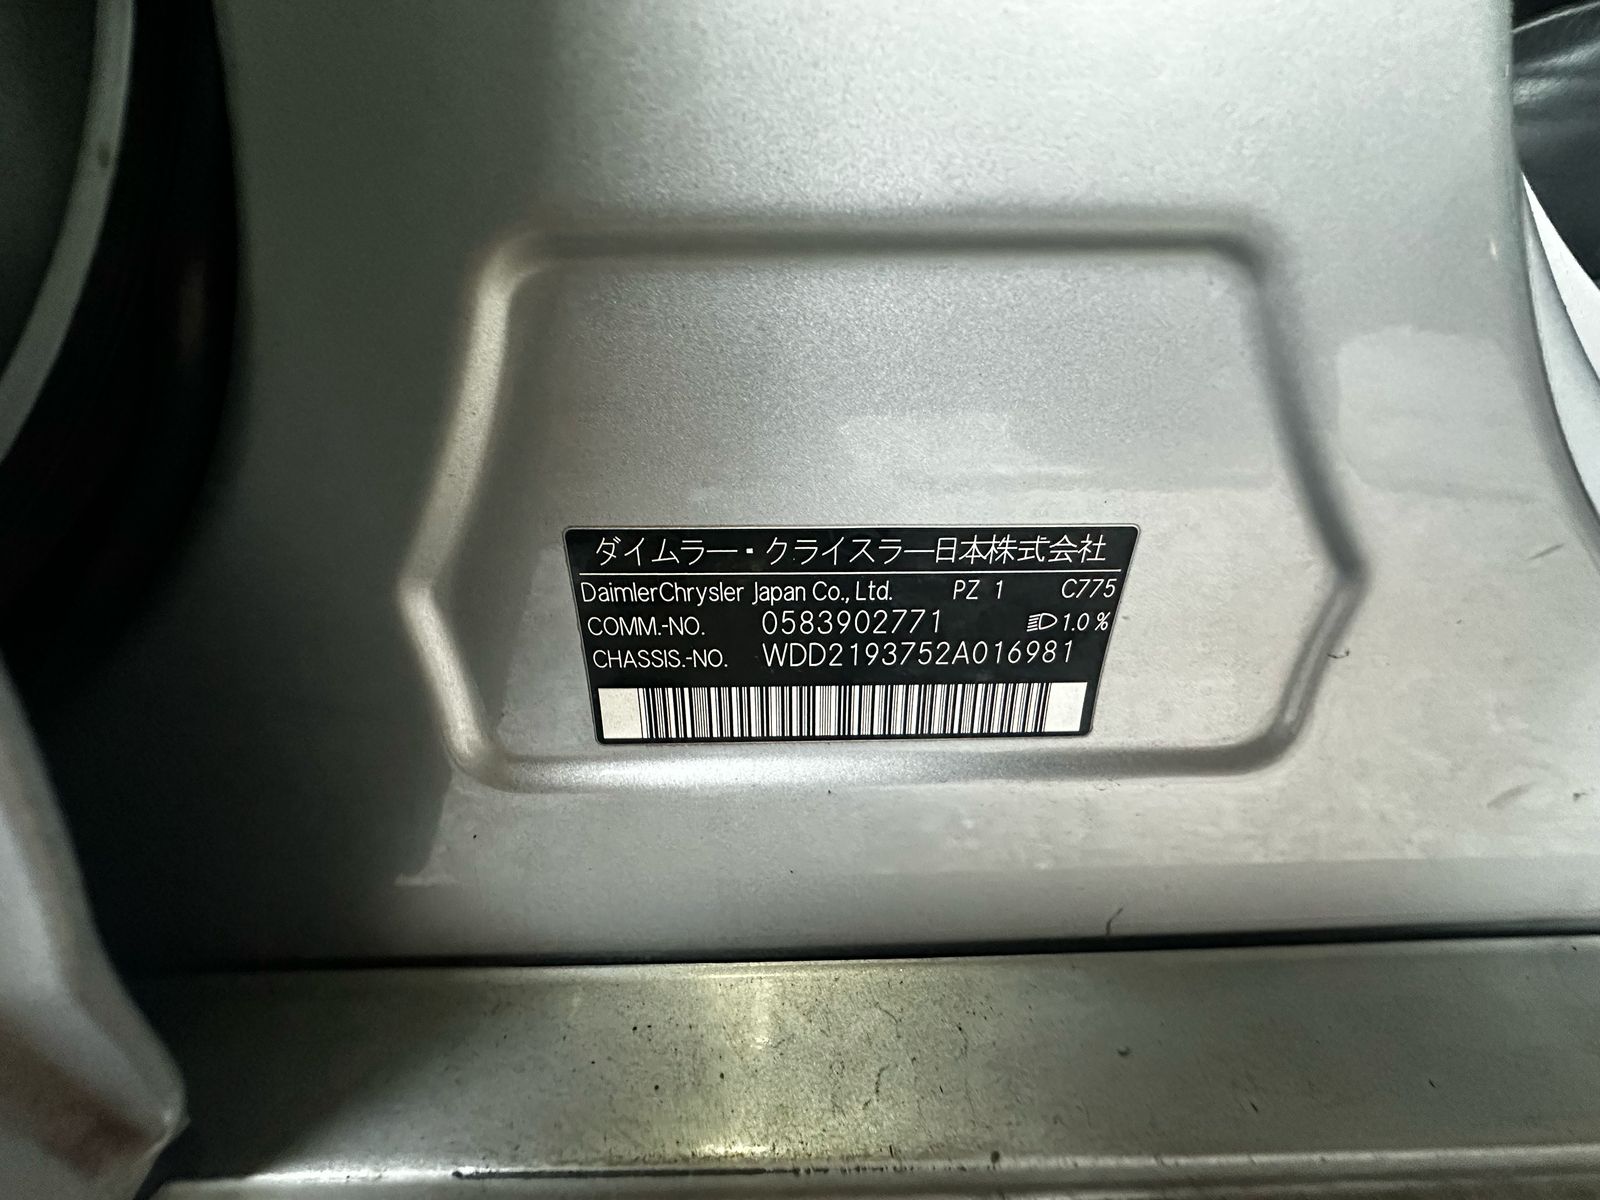 ダイムラー・クライスラー日本株式会社
DaimlerChrysler Japan Co., Ltd. PZ 1 C775
COMM.-NO. 0583902771 1.0 %
CHASSIS.-NO. WDD2193752A016981